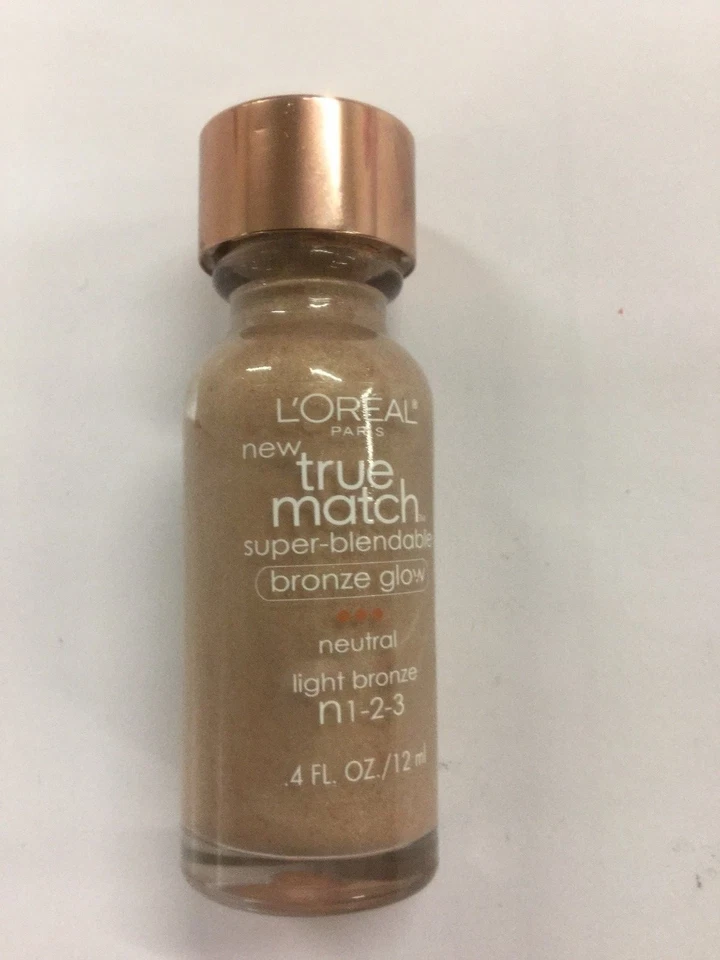 L'ORÉAL®
PARIS
new
true
match™
super-blendable
bronze glow
neutral
light bronze
n1-2-3
.4 FL. OZ./12 ml